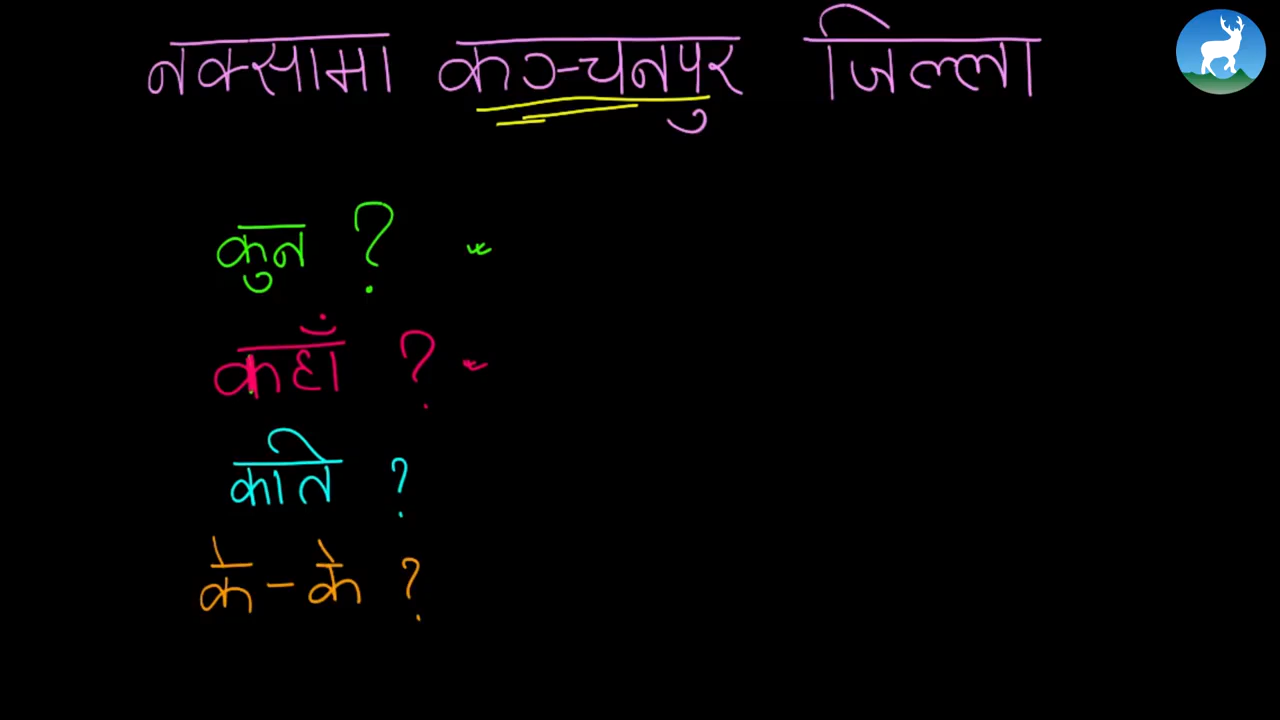 नक्सामा कञ्चनपुर जिल्ला
कुन ?
कहाँ ?
कति ?
के - के ?